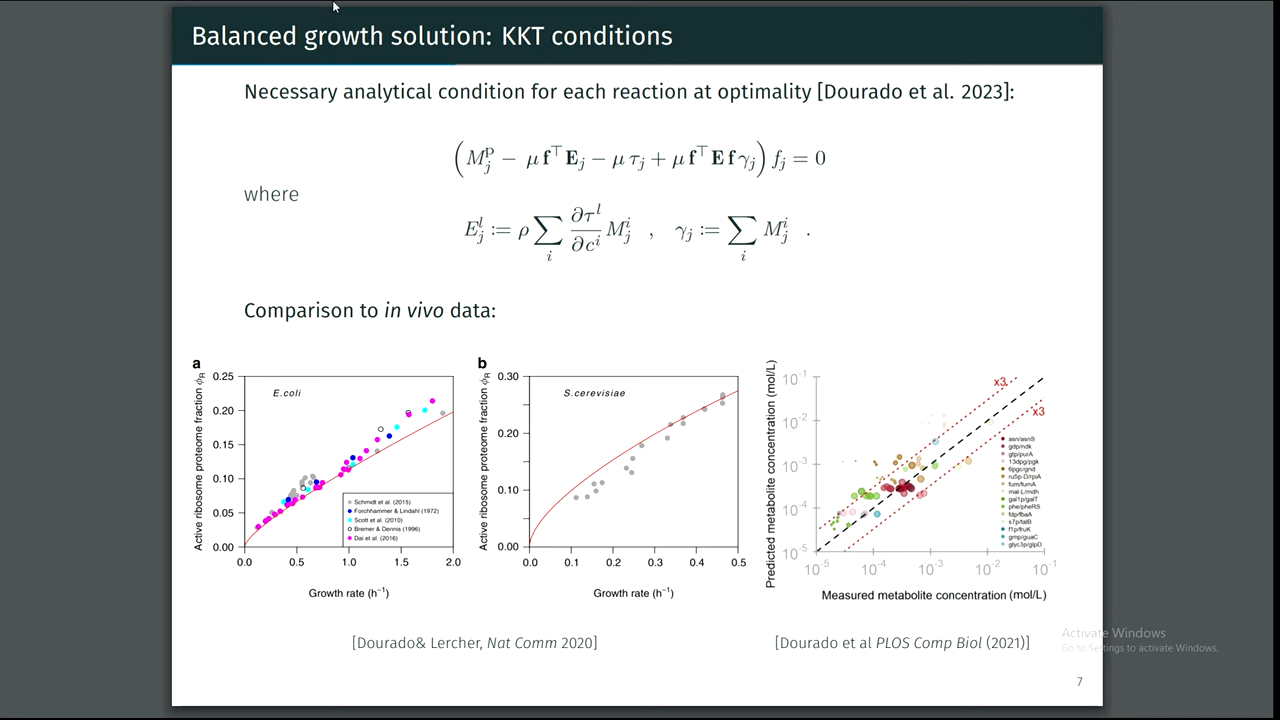 Balanced growth solution: KKT conditions
Necessary analytical condition for each reaction at optimality [Dourado et al. 2023]:
(M_j^p − μ f^⊤ E_j − μ τ_j + μ f^⊤ E f γ_j) f_j = 0
where
E_j^l := ρ ∑_i ∂τ^l/∂c^i M_j^i , γ_j := ∑_i M_j^i .
Comparison to in vivo data:
a
E.coli
Active ribosome proteome fraction ϕ_R
0.25
0.20
0.15
0.10
0.05
0.00
0.0 0.5 1.0 1.5 2.0
Growth rate (h⁻¹)
Schmidt et al. (2015)
Forchhammer & Lindahl (1972)
Scott et al. (2010)
Bremer & Dennis (1996)
Dai et al. (2016)
b
S.cerevisiae
Active ribosome proteome fraction ϕ_R
0.30
0.20
0.10
0.00
0.0 0.1 0.2 0.3 0.4 0.5
Growth rate (h⁻¹)
Predicted metabolite concentration (mol/L)
10⁻¹
10⁻²
10⁻³
10⁻⁴
10⁻⁵
x3
x3
asn/asnS
gdp/ndk
gtp/purA
13dpg/pgk
6pgc/gnd
ru5p-D/rpiA
fum/fumA
mal-L/mdh
gal1p/galT
phe/pheRS
fdp/fbaA
s7p/talB
f1p/fruK
gmp/guaC
glyc3p/glpD
10⁻⁵ 10⁻⁴ 10⁻³ 10⁻² 10⁻¹
Measured metabolite concentration (mol/L)
[Dourado& Lercher, Nat Comm 2020]
[Dourado et al PLOS Comp Biol (2021)]
Activate Windows
Go to Settings to activate Windows.
7